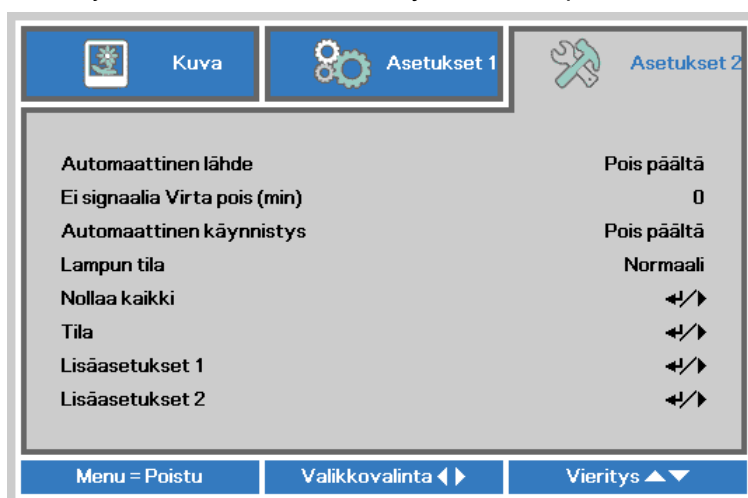 Kuva Asetukset 1 Asetukset 2
Automaattinen lähde Pois päältä
Ei signaalia Virta pois (min) 0
Automaattinen käynnistys Pois päältä
Lampun tila Normaali
Nollaa kaikki
Tila
Lisäasetukset 1
Lisäasetukset 2
Menu = Poistu Valikkovalinta Vieritys